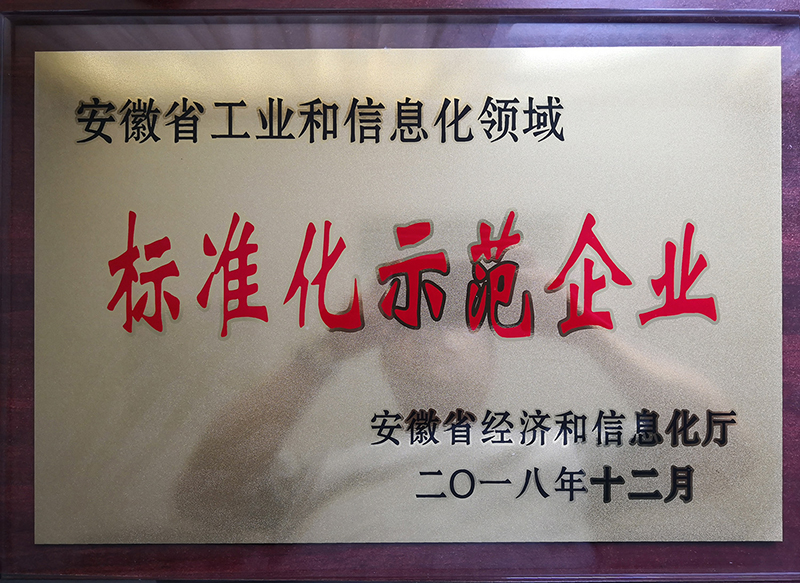 安徽省工业和信息化领域
标准化示范企业
安徽省经济和信息化厅
二〇一八年十二月